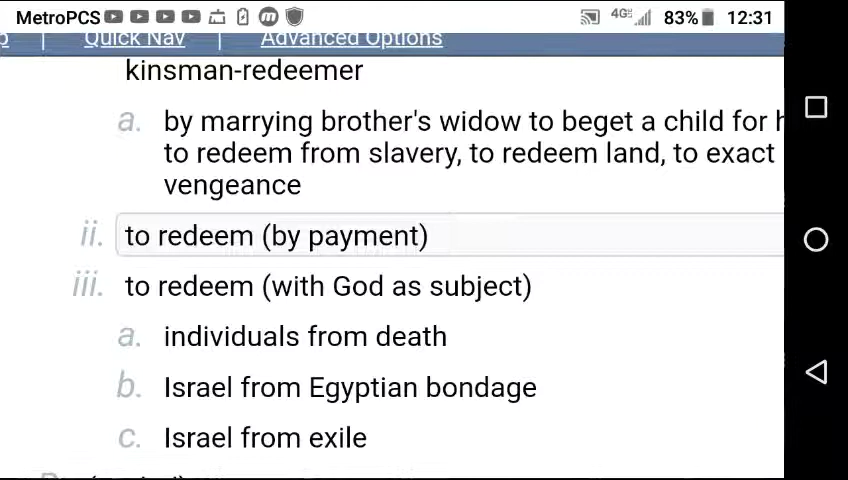 MetroPCS 4G 83% 12:31
Quick Nav | Advanced Options
kinsman-redeemer
a. by marrying brother's widow to beget a child for
to redeem from slavery, to redeem land, to exact
vengeance
ii. to redeem (by payment)
iii. to redeem (with God as subject)
a. individuals from death
b. Israel from Egyptian bondage
c. Israel from exile